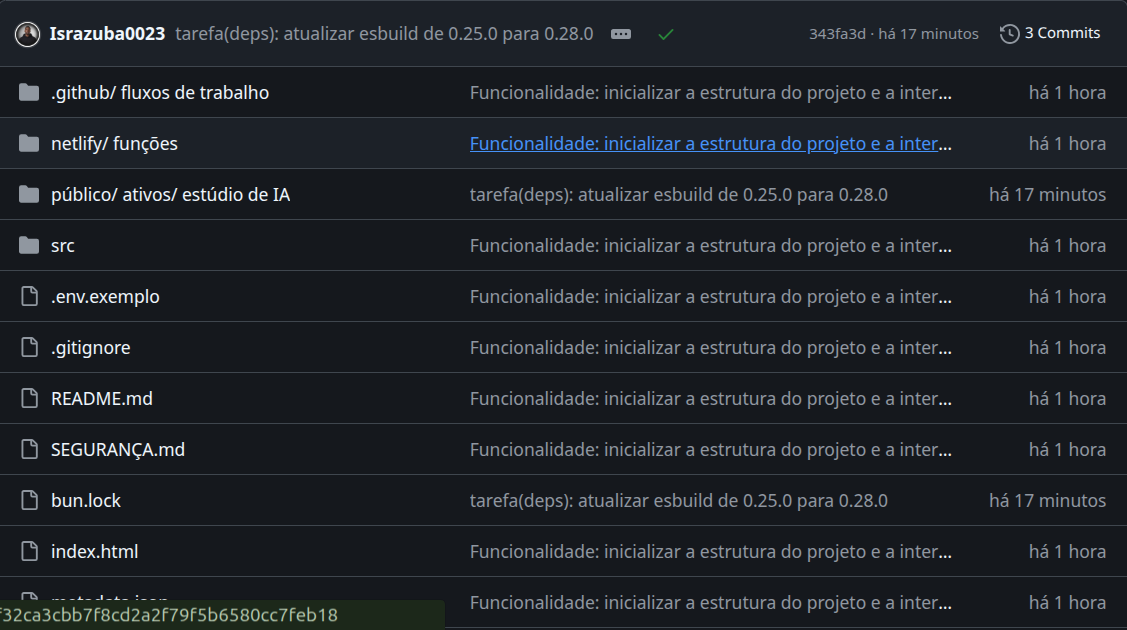 Israzuba0023 tarefa(deps): atualizar esbuild de 0.25.0 para 0.28.0 343fa3d · há 17 minutos 3 Commits
.github/ fluxos de trabalho Funcionalidade: inicializar a estrutura do projeto e a inter... há 1 hora
netlify/ funções Funcionalidade: inicializar a estrutura do projeto e a inter... há 1 hora
público/ ativos/ estúdio de IA tarefa(deps): atualizar esbuild de 0.25.0 para 0.28.0 há 17 minutos
src Funcionalidade: inicializar a estrutura do projeto e a inter... há 1 hora
.env.exemplo Funcionalidade: inicializar a estrutura do projeto e a inter... há 1 hora
.gitignore Funcionalidade: inicializar a estrutura do projeto e a inter... há 1 hora
README.md Funcionalidade: inicializar a estrutura do projeto e a inter... há 1 hora
SEGURANÇA.md Funcionalidade: inicializar a estrutura do projeto e a inter... há 1 hora
bun.lock tarefa(deps): atualizar esbuild de 0.25.0 para 0.28.0 há 17 minutos
index.html Funcionalidade: inicializar a estrutura do projeto e a inter... há 1 hora
Funcionalidade: inicializar a estrutura do projeto e a inter... há 1 hora
f32ca3cbb7f8cd2a2f79f5b6580cc7feb18